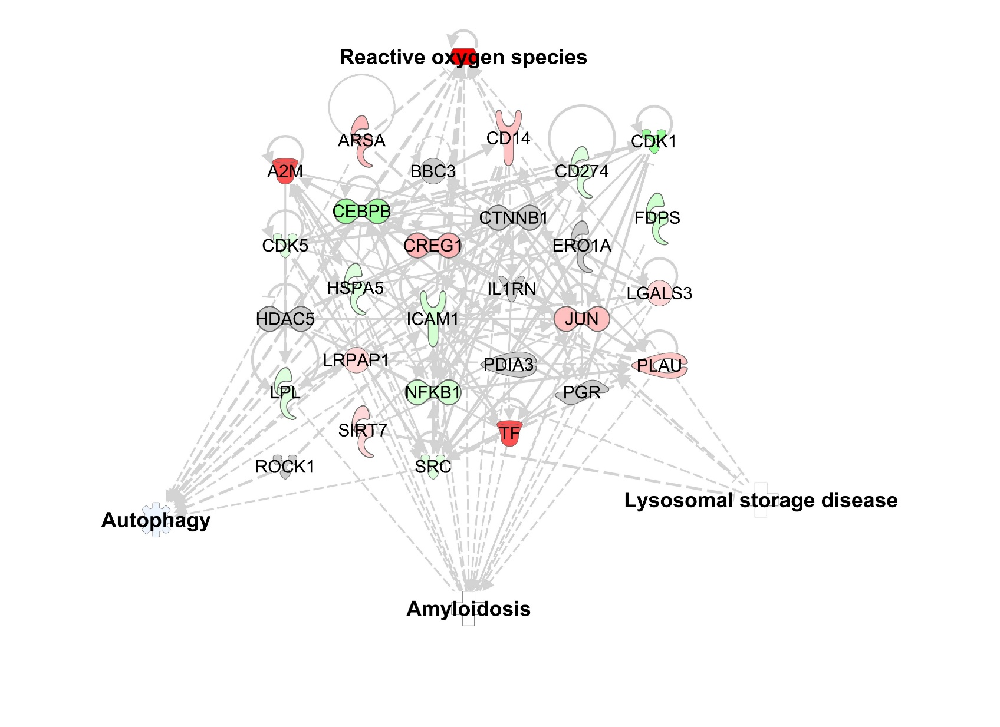 Reactive oxygen species
ARSA
CD14
CDK1
A2M
BBC3
CD274
CEBPB
CTNNB1
FDPS
CDK5
CREG1
ERO1A
HSPA5
IL1RN
LGALS3
HDAC5
ICAM1
JUN
LRPAP1
PDIA3
PLAU
LPL
NFKB1
PGR
SIRT7
TF
ROCK1
SRC
Lysosomal storage disease
Autophagy
Amyloidosis